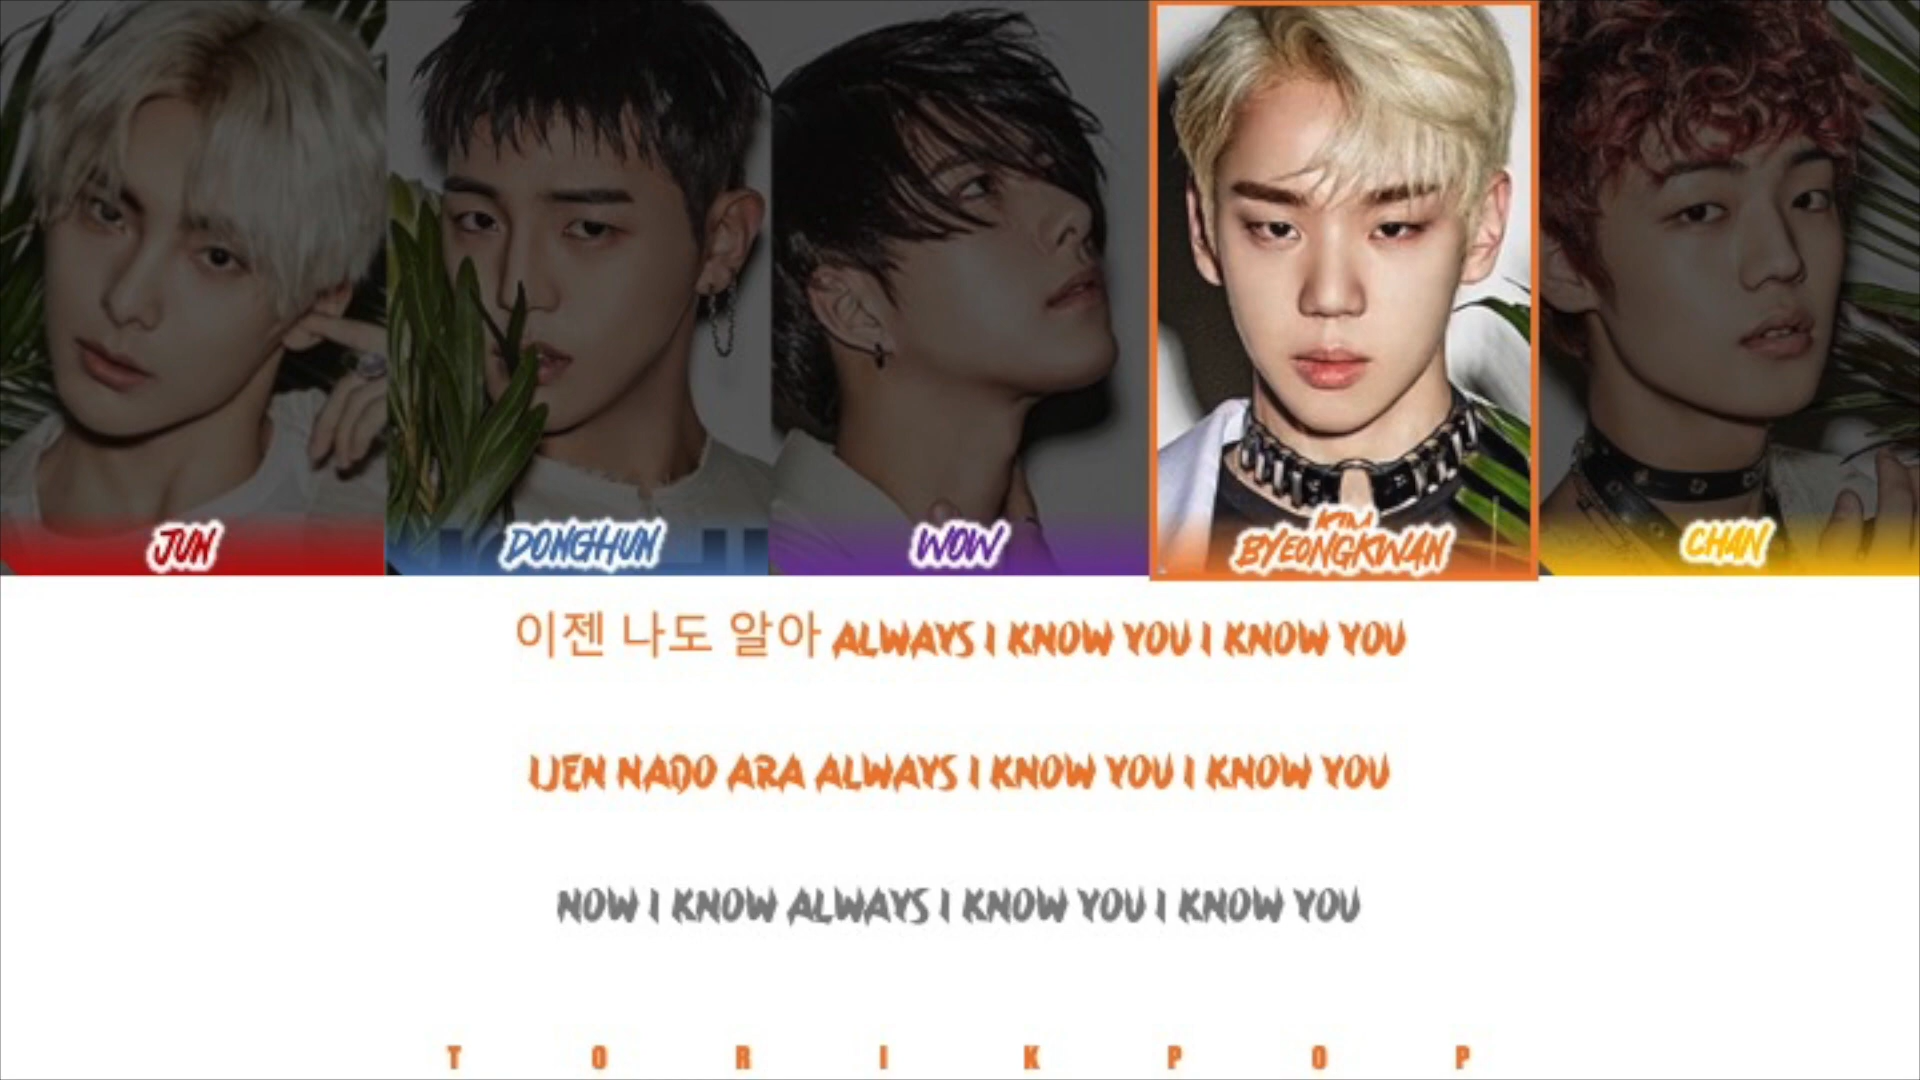 JUN
DONGHUN
WOW
KIM
BYEONGKWAN
CHAN
이젠 나도 알아 ALWAYS I KNOW YOU I KNOW YOU
IJEN NADO ARA ALWAYS I KNOW YOU I KNOW YOU
NOW I KNOW ALWAYS I KNOW YOU I KNOW YOU
T O R I K P O P